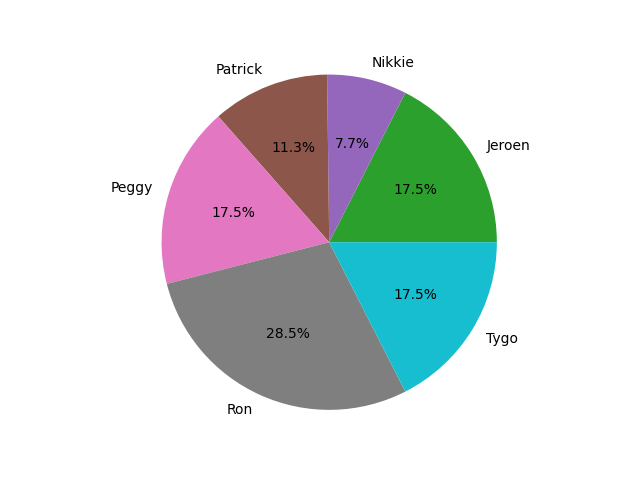 Nikkie
Patrick
7.7%
11.3%
Jeroen
17.5%
Peggy
17.5%
17.5%
28.5%
Tygo
Ron